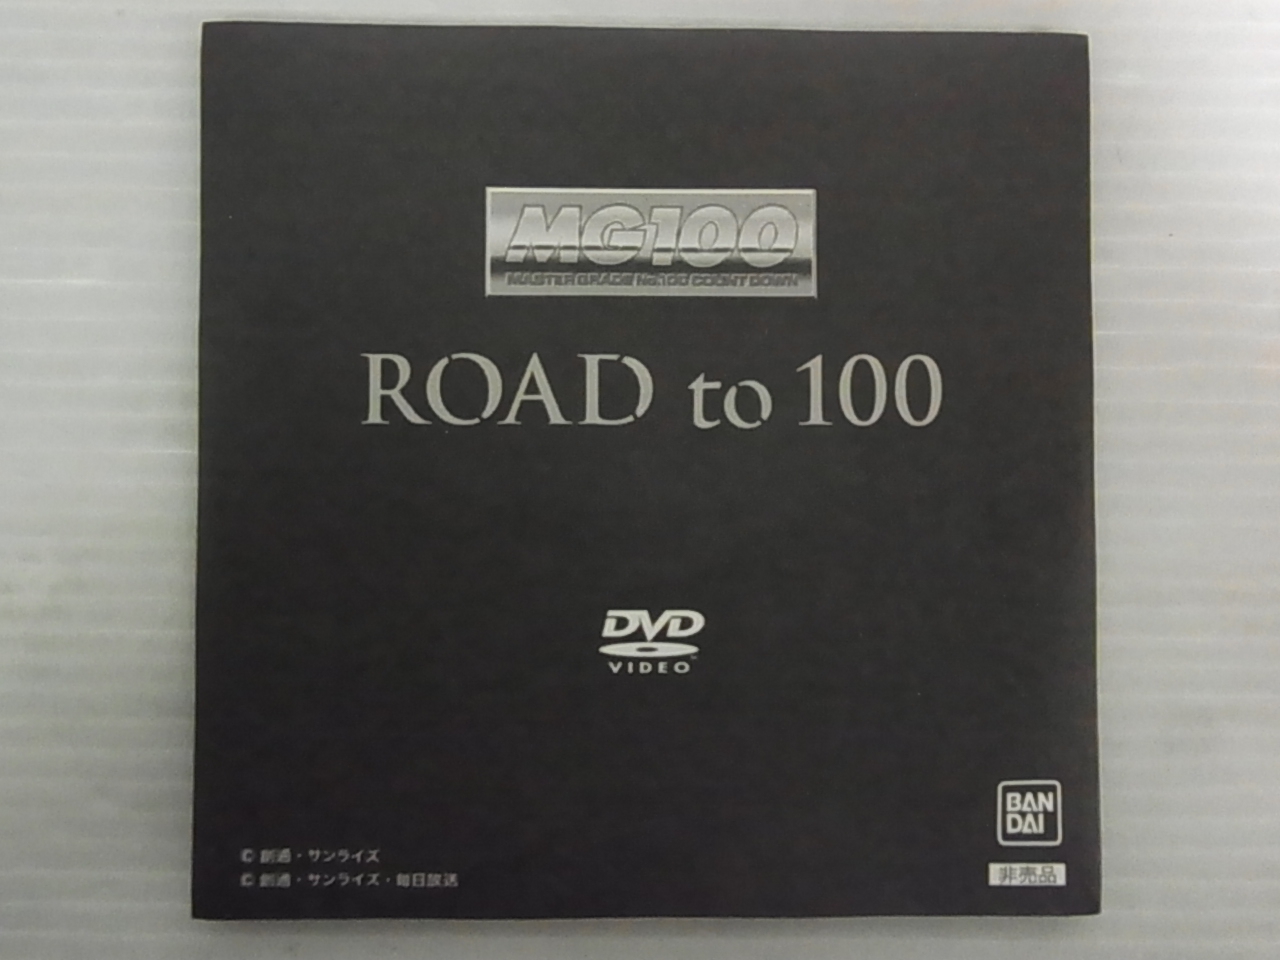 MG100
MASTER GRADE No.100 COUNT DOWN
ROAD to 100
DVD
VIDEO
TM
BAN
DAI
非売品
© 創通・サンライズ
© 創通・サンライズ・毎日放送